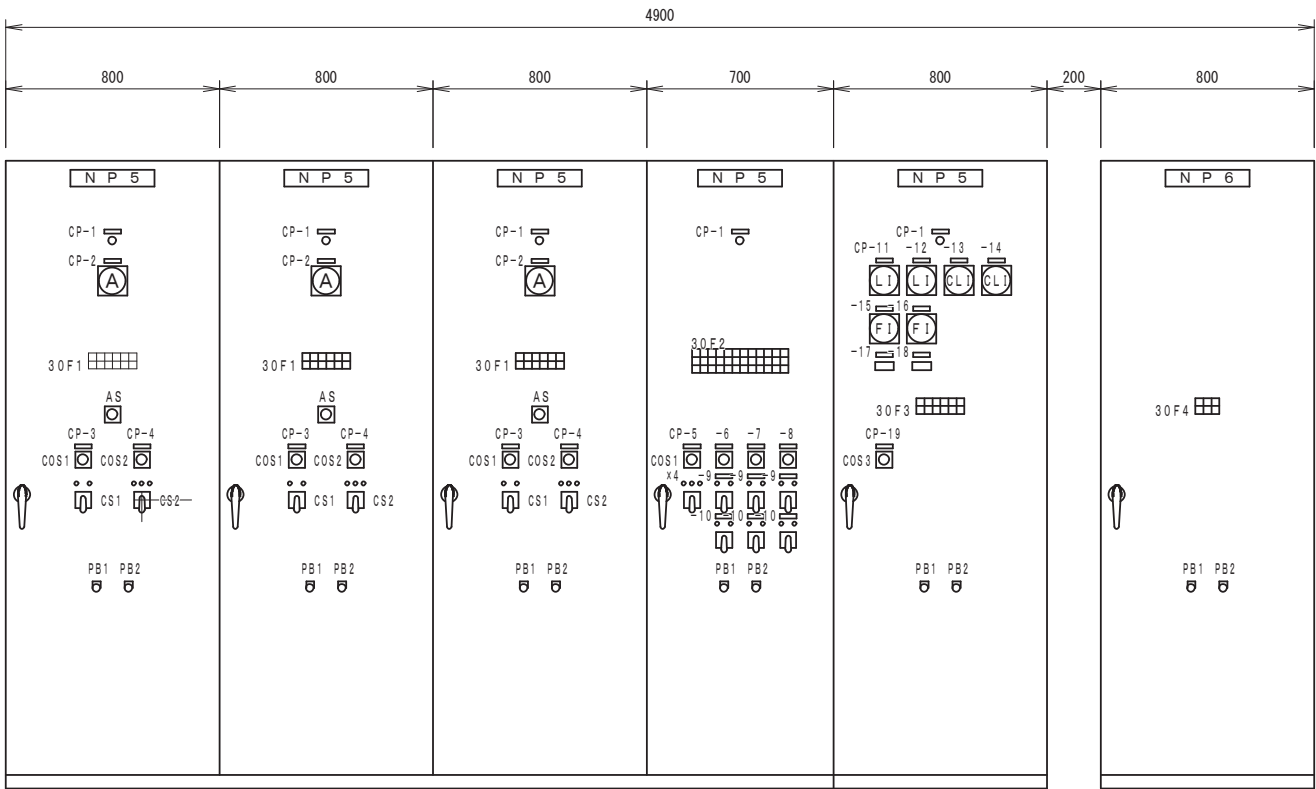 4900
800 800 800 700 800 200 800
NP5 NP5 NP5 NP5 NP5 NP6
CP-1 CP-1 CP-1 CP-1 CP-1
CP-11 -12 -13 -14
CP-2 CP-2 CP-2
A A A LI LI CLI CLI
-15 -16
FI FI
30F2
-17 -18
30F1 30F1 30F1
AS AS AS 30F3 30F4
CP-3 CP-4 CP-3 CP-4 CP-3 CP-4 CP-5 -6 -7 -8 CP-19
COS1 COS2 COS1 COS2 COS1 COS2 COS1 COS3
x4 -9 -9 -9
CS1 CS2 CS1 CS2 CS1 CS2
-10 -10 -10
PB1 PB2 PB1 PB2 PB1 PB2 PB1 PB2 PB1 PB2 PB1 PB2